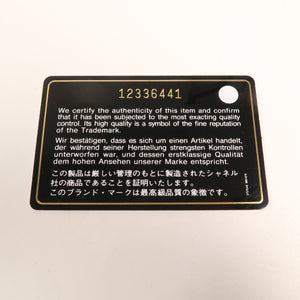 12336441
We certify the authenticity of this item and confirm
that it has been subjected to the most exacting quality
control. Its high quality is a symbol of the fine reputation
of the Trademark.
Wir bestätigen, dass es sich um einen Artikel handelt,
der während seiner Herstellung strengsten Kontrollen
unterworfen war, und dessen erstklassige Qualität
dem hohen Ansehen unserer Marke entspricht.
この製品は厳しい管理のもとに製造されたシャネル
社の商品であることを証明いたします。
このブランド・マークは最高級品質の象徴です。